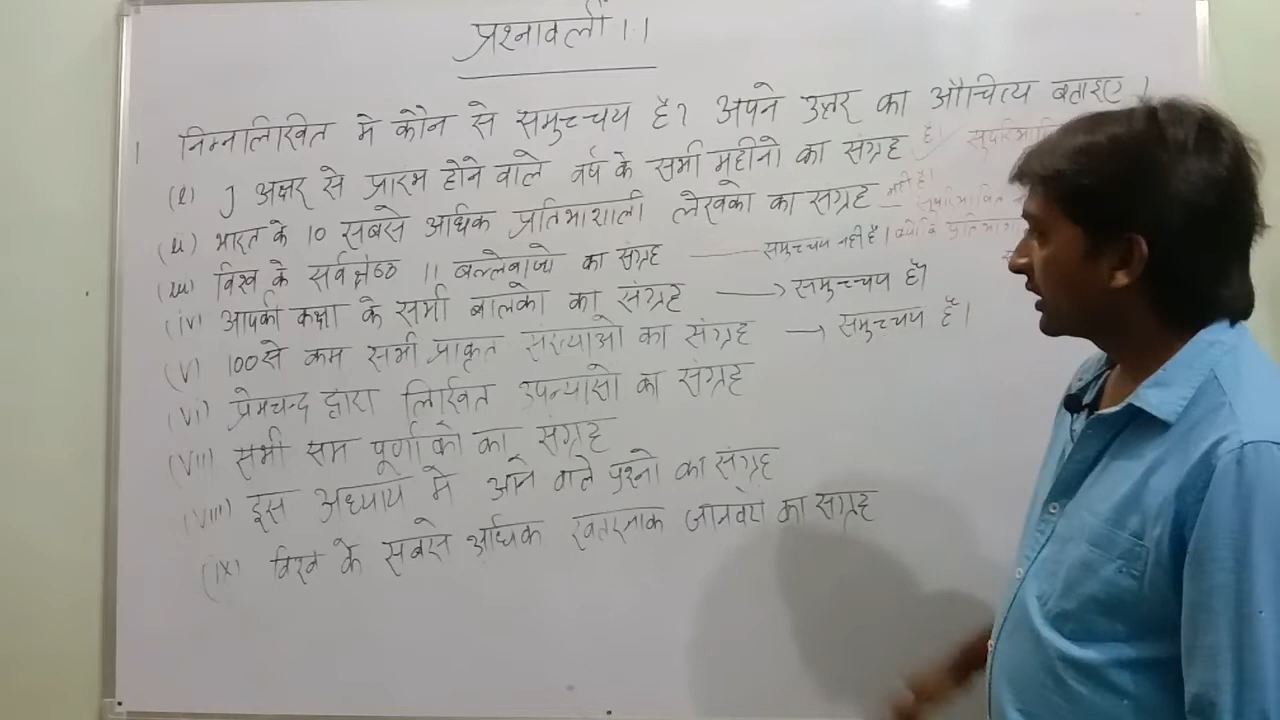 प्रश्नावली 1.1
1 निम्नलिखित मे कौन से समुच्चय है? अपने उत्तर का औचित्य बताइए।
(i) J अक्षर से प्रारंभ होने वाले वर्ष के सभी महीनो का संग्रह है। ✓
(ii) भारत के 10 सबसे अधिक प्रतिभाशाली लेखको का संग्रह — नही है।
(iii) विश्व के सर्वश्रेष्ठ 11 बल्लेबाजो का संग्रह — समुच्चय नही है।
(iv) आपकी कक्षा के सभी बालको का संग्रह → समुच्चय है।
(v) 100 से कम सभी प्राकृत संख्याओ का संग्रह → समुच्चय है।
(vi) प्रेमचन्द द्वारा लिखित उपन्यासो का संग्रह
(viii) सभी सम पूर्णांको का संग्रह
(viii) इस अध्याय मे आने वाले प्रश्नो का संग्रह
(ix) विश्व के सबसे अधिक खतरनाक जानवरो का संग्रह